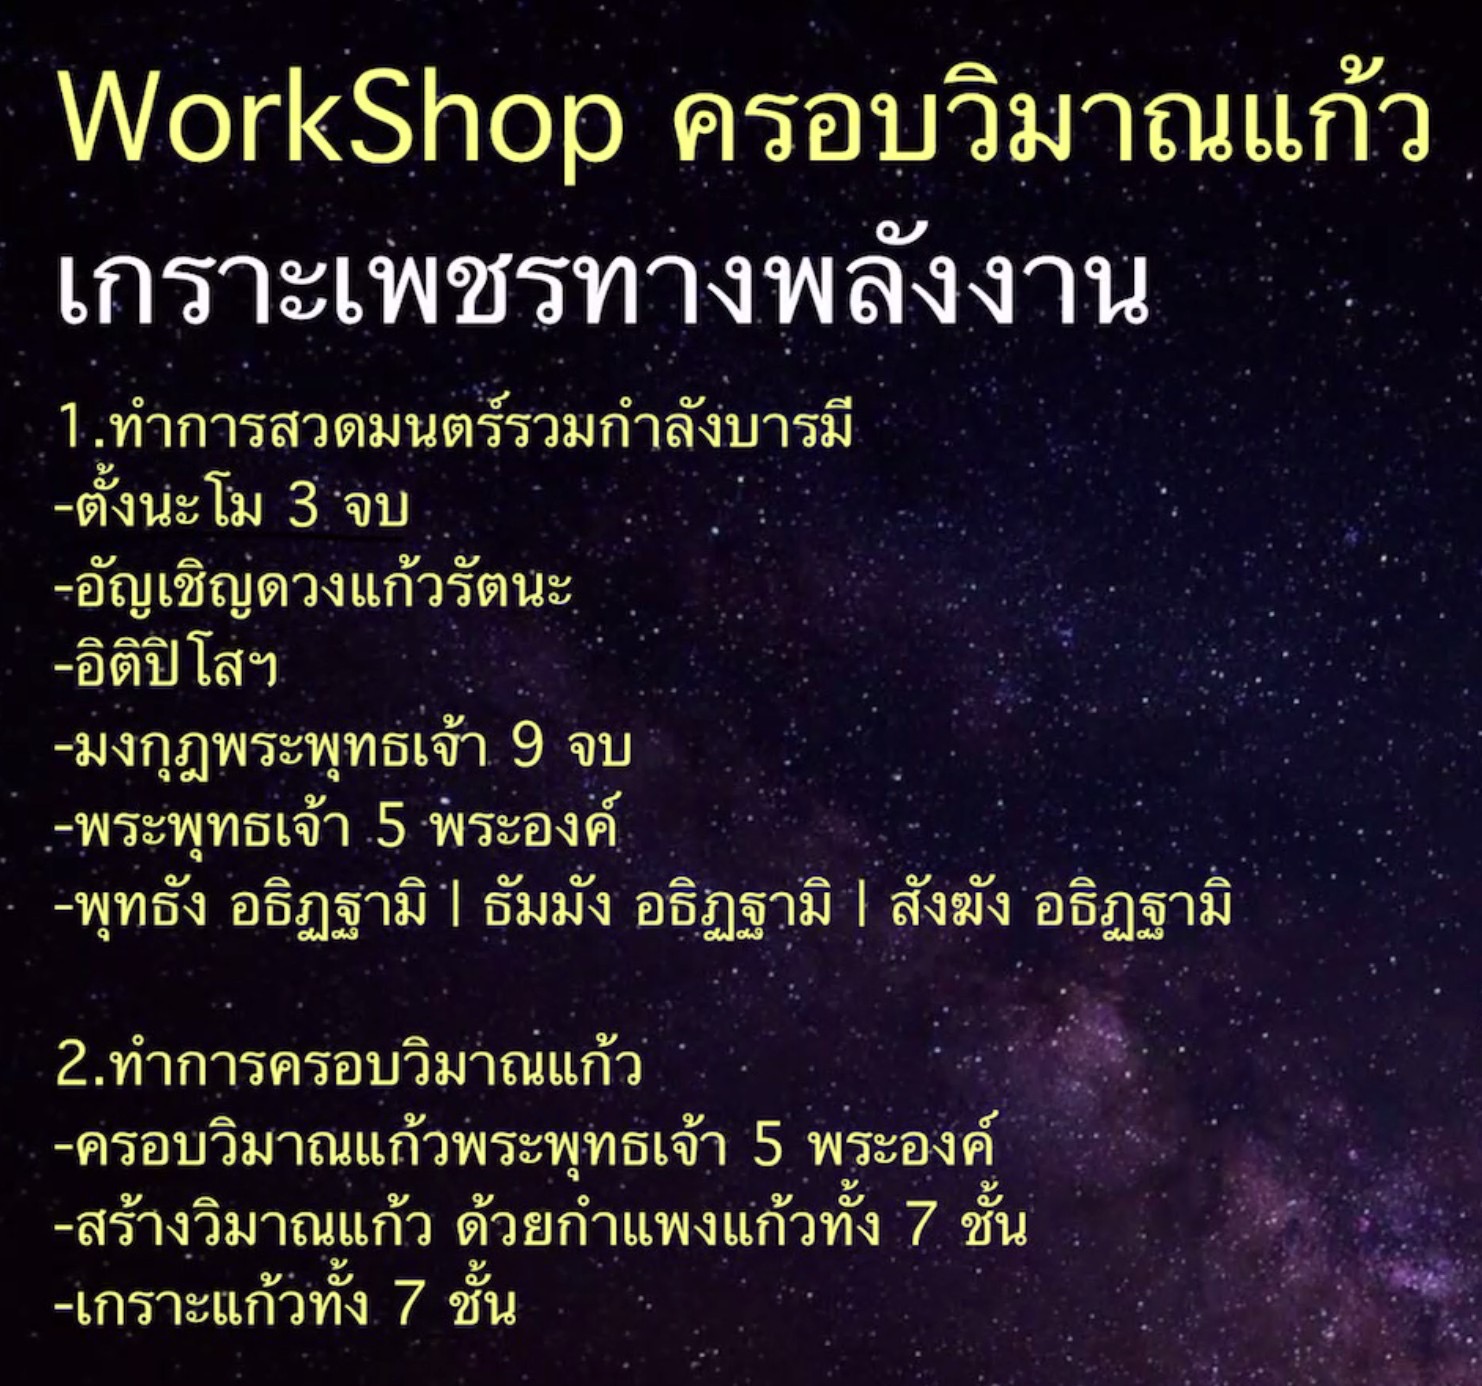 WorkShop ครอบวิมาณแก้ว
เกราะเพชรทางพลังงาน
1.ทำการสวดมนตร์รวมกำลังบารมี
-ตั้งนะโม 3 จบ
-อัญเชิญดวงแก้วรัตนะ
-อิติปิโสฯ
-มงกุฎพระพุทธเจ้า 9 จบ
-พระพุทธเจ้า 5 พระองค์
-พุทธัง อธิฏฐามิ | ธัมมัง อธิฏฐามิ | สังฆัง อธิฏฐามิ
2.ทำการครอบวิมาณแก้ว
-ครอบวิมาณแก้วพระพุทธเจ้า 5 พระองค์
-สร้างวิมาณแก้ว ด้วยกำแพงแก้วทั้ง 7 ชั้น
-เกราะแก้วทั้ง 7 ชั้น